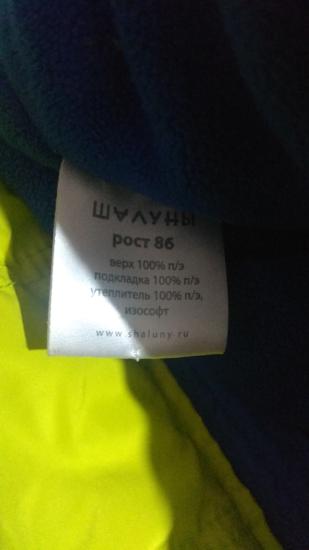 ШАЛУНЫ
рост 86
верх 100% п/э
подкладка 100% п/э
утеплитель 100% п/э,
изософт
www.shaluny.ru